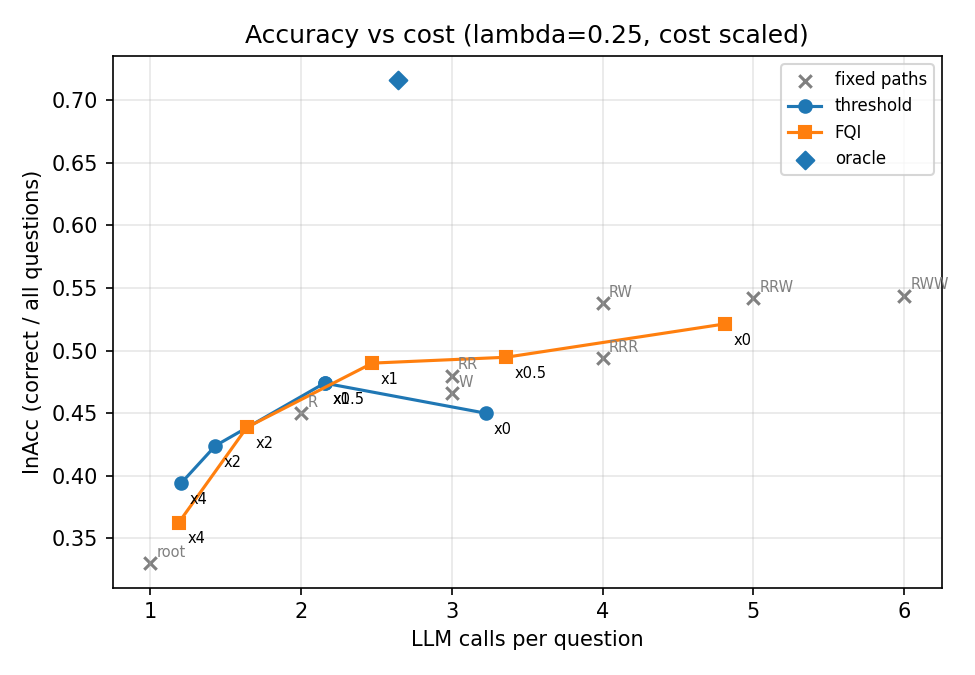 Accuracy vs cost (lambda=0.25, cost scaled)
fixed paths
threshold
FQI
oracle
0.70
0.65
0.60
0.55
0.50
0.45
0.40
0.35
InAcc (correct / all questions)
RW
RRW
RWW
x0
RRR
RR
x0.5
x1
W
R
x0
x2
x2
x4
x4
root
1
2
3
4
5
6
LLM calls per question